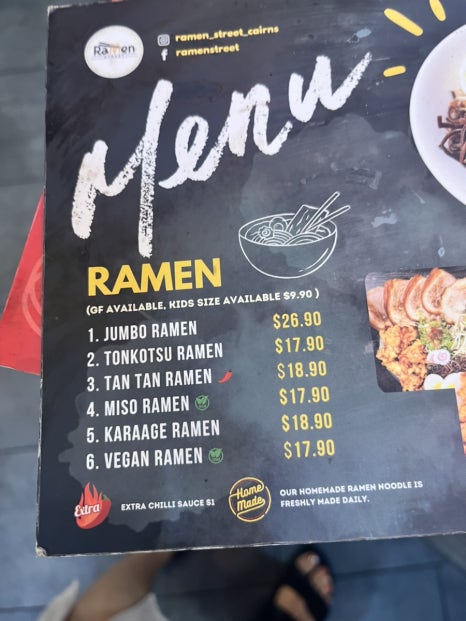 Ramen
ramen_street_cairns
ramenstreet
Menu
RAMEN
(GF AVAILABLE, KIDS SIZE AVAILABLE $9.90 )
1. JUMBO RAMEN $26.90
2. TONKOTSU RAMEN $17.90
3. TAN TAN RAMEN $18.90
4. MISO RAMEN $17.90
5. KARAAGE RAMEN $18.90
6. VEGAN RAMEN $17.90
Extra
EXTRA CHILLI SAUCE $1
Home
Made
OUR HOMEMADE RAMEN NOODLE IS
FRESHLY MADE DAILY.